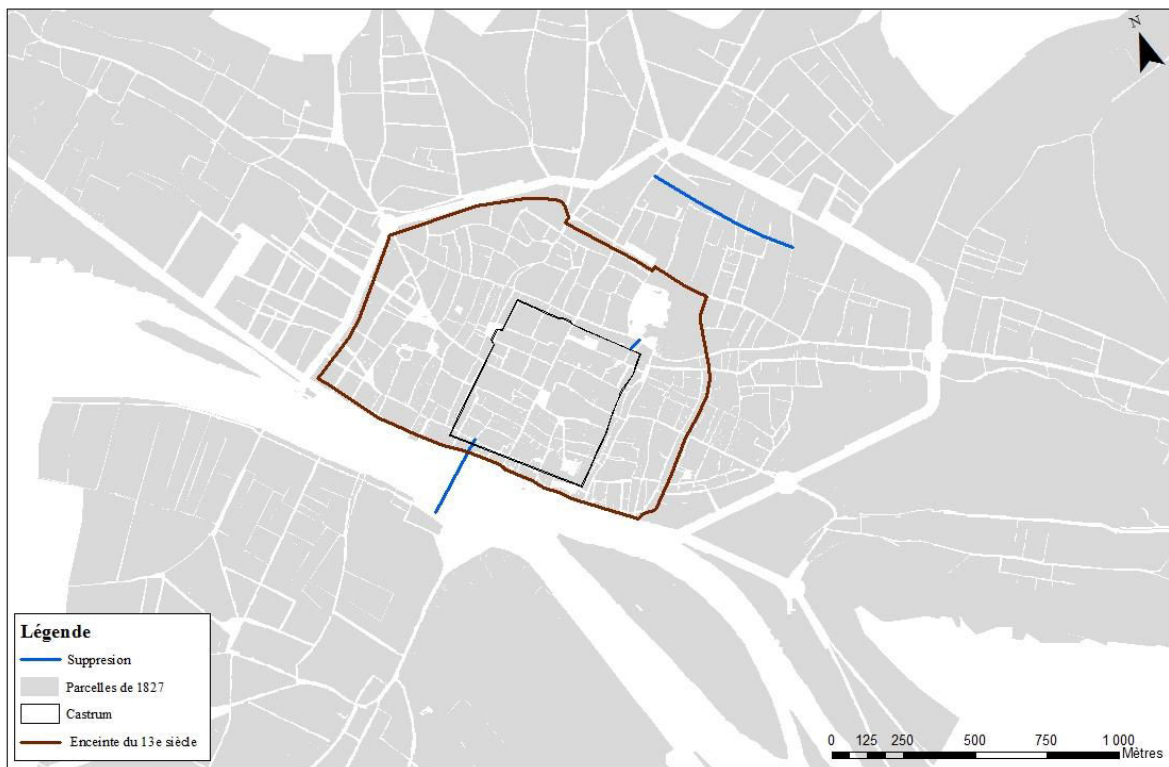 N
Légende
Suppresion
Parcelles de 1827
Castrum
Enceinte du 13e siècle
0 125 250 500 750 1 000
Mètres